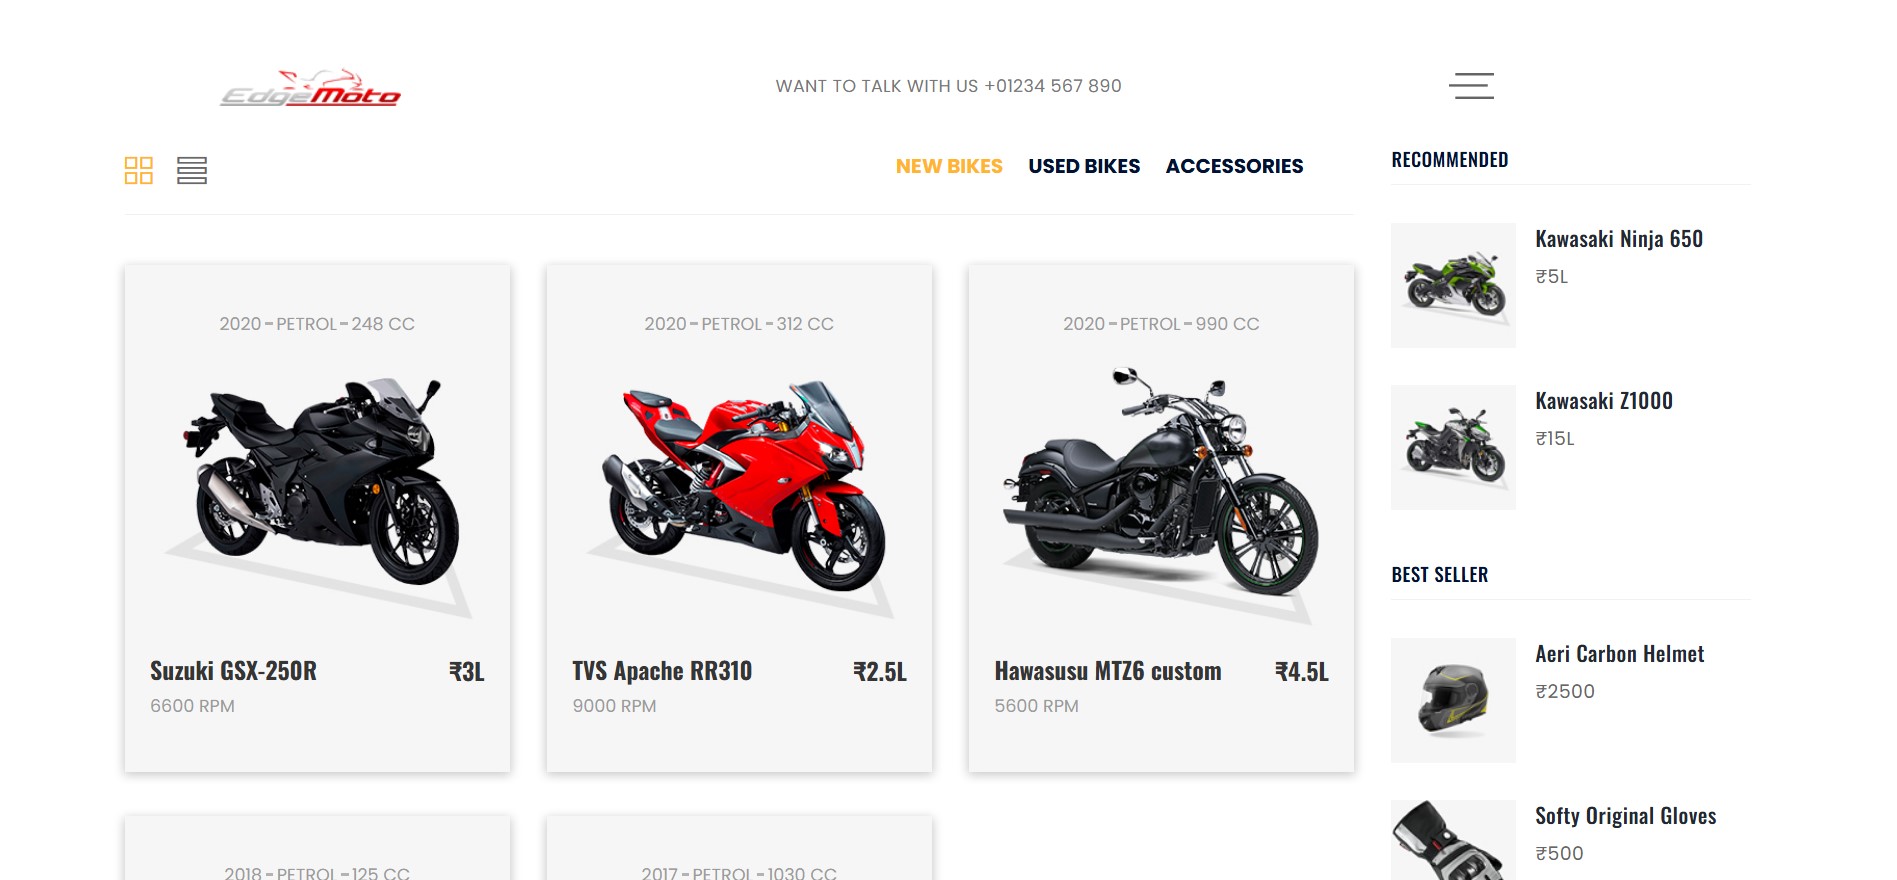 EdgeMoto
WANT TO TALK WITH US +01234 567 890
NEW BIKES
USED BIKES
ACCESSORIES
2020 - PETROL - 248 CC
Suzuki GSX-250R
₹3L
6600 RPM
2020 - PETROL - 312 CC
TVS Apache RR310
₹2.5L
9000 RPM
2020 - PETROL - 990 CC
Hawasusu MTZ6 custom
₹4.5L
5600 RPM
2018 - PETROL - 125 CC
2017 - PETROL - 1030 CC
RECOMMENDED
Kawasaki Ninja 650
₹5L
Kawasaki Z1000
₹15L
BEST SELLER
Aeri Carbon Helmet
₹2500
Softy Original Gloves
₹500